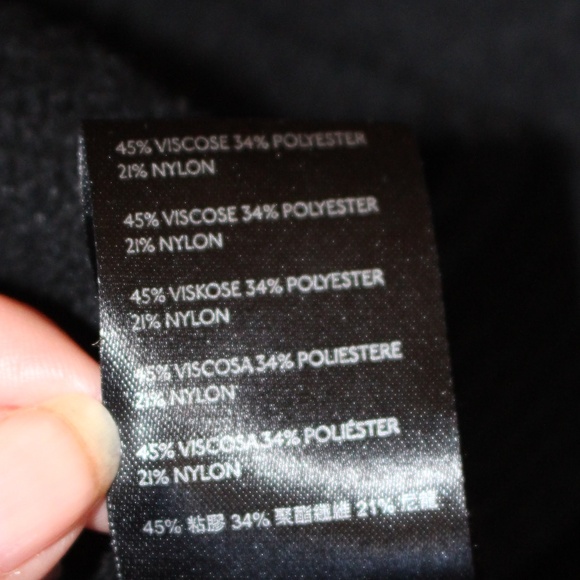 45% VISCOSE 34% POLYESTER
21% NYLON
45% VISCOSE 34% POLYESTER
21% NYLON
45% VISKOSE 34% POLYESTER
21% NYLON
45% VISCOSA 34% POLIESTERE
21% NYLON
45% VISCOSA 34% POLIÉSTER
21% NYLON
45% 粘膠 34% 聚酯纖維 21% 尼龍